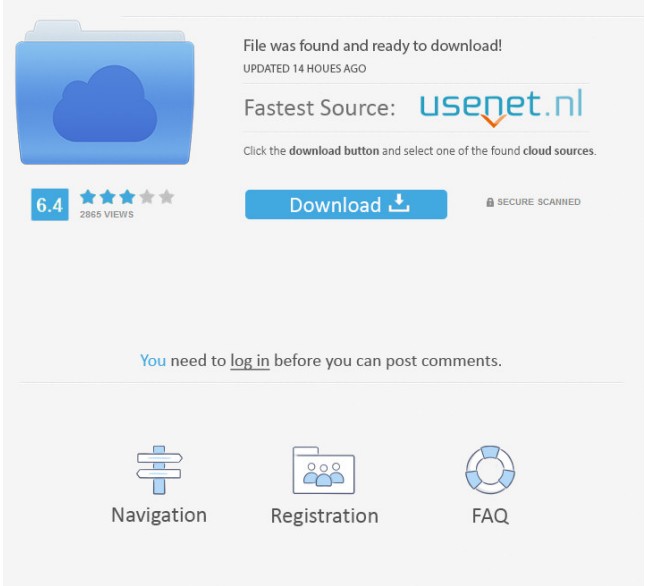 File was found and ready to download!
UPDATED 14 HOUES AGO
Fastest Source: usenet.nl
Click the download button and select one of the found cloud sources.
6.4
2865 VIEWS
Download
SECURE SCANNED
You need to log in before you can post comments.
Navigation
Registration
FAQ